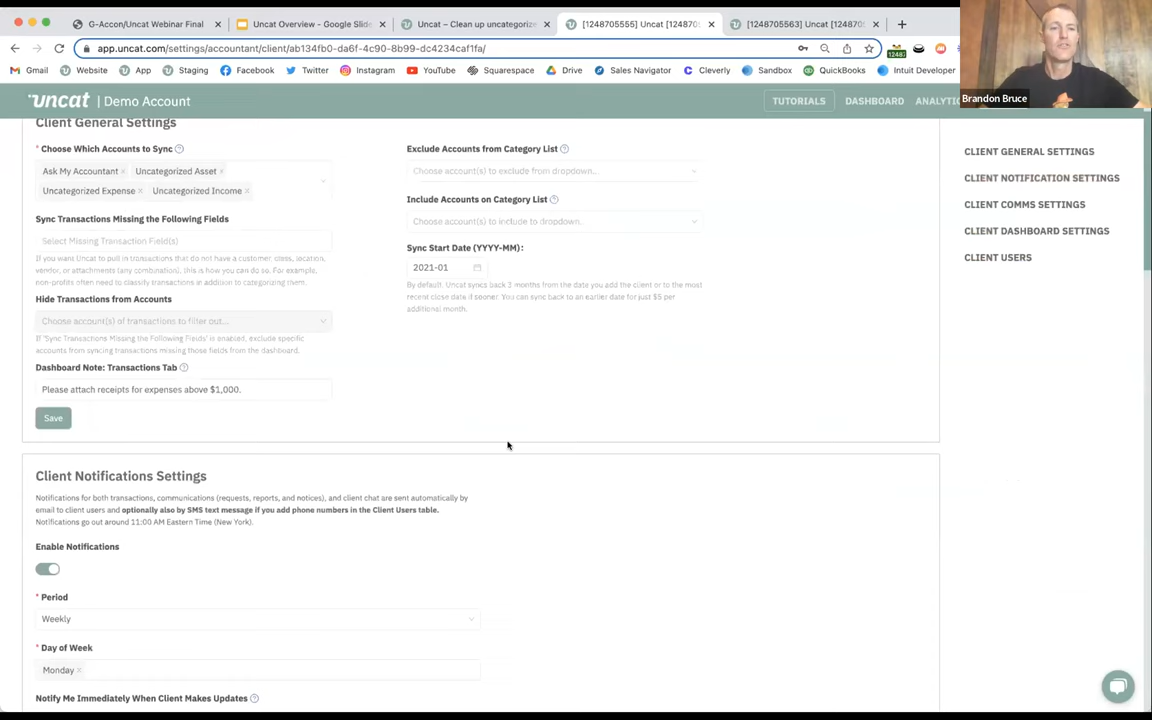 G-Accon/Uncat Webinar Final
Uncat Overview - Google Slide
Uncat – Clean up uncategorize
[1248705555] Uncat [124870
[1248705563] Uncat [124870
app.uncat.com/settings/accountant/client/ab134fb0-da6f-4c90-8b99-dc4234caf1fa/
Gmail
Website
App
Staging
Facebook
Twitter
Instagram
YouTube
Squarespace
Drive
Sales Navigator
Cleverly
Sandbox
QuickBooks
Intuit Developer
Brandon Bruce
uncat | Demo Account
TUTORIALS
DASHBOARD
ANALYTIC
Client General Settings
* Choose Which Accounts to Sync
Ask My Accountant × Uncategorized Asset ×
Uncategorized Expense × Uncategorized Income ×
Sync Transactions Missing the Following Fields
Select Missing Transaction Field(s)
If you want Uncat to pull in transactions that do not have a customer, class, location,
vendor, or attachments (any combination), this is how you can do so. For example,
non-profits often need to classify transactions in addition to categorizing them.
Hide Transactions from Accounts
Choose account(s) of transactions to filter out...
If 'Sync Transactions Missing the Following Fields' is enabled, exclude specific
accounts from syncing transactions missing those fields from the dashboard.
Dashboard Note: Transactions Tab
Please attach receipts for expenses above $1,000.
Save
Exclude Accounts from Category List
Choose account(s) to exclude from dropdown...
Include Accounts on Category List
Choose account(s) to include to dropdown.
Sync Start Date (YYYY-MM):
2021-01
By default, Uncat syncs back 3 months from the date you add the client or to the most
recent close date if sooner. You can sync back to an earlier date for just $5 per
additional month.
CLIENT GENERAL SETTINGS
CLIENT NOTIFICATION SETTINGS
CLIENT COMMS SETTINGS
CLIENT DASHBOARD SETTINGS
CLIENT USERS
Client Notifications Settings
Notifications for both transactions, communications (requests, reports, and notices), and client chat are sent automatically by
email to client users and optionally also by SMS text message if you add phone numbers in the Client Users table.
Notifications go out around 11:00 AM Eastern Time (New York).
Enable Notifications
* Period
Weekly
* Day of Week
Monday ×
Notify Me Immediately When Client Makes Updates